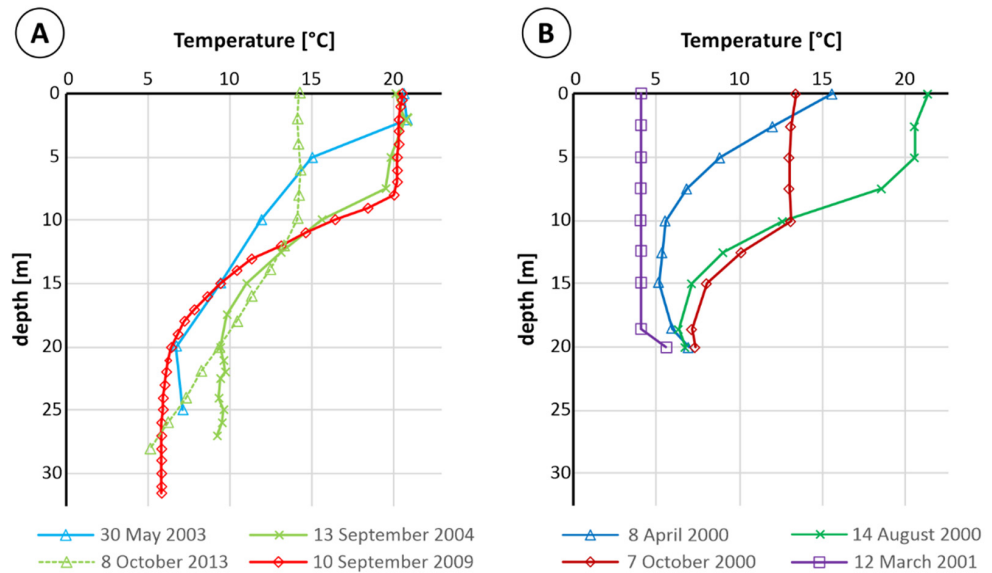 A
Temperature [°C]
0 5 10 15 20
0
5
10
15
20
25
30
depth [m]
30 May 2003
13 September 2004
8 October 2013
10 September 2009
B
Temperature [°C]
0 5 10 15 20
0
5
10
15
20
25
30
depth [m]
8 April 2000
14 August 2000
7 October 2000
12 March 2001